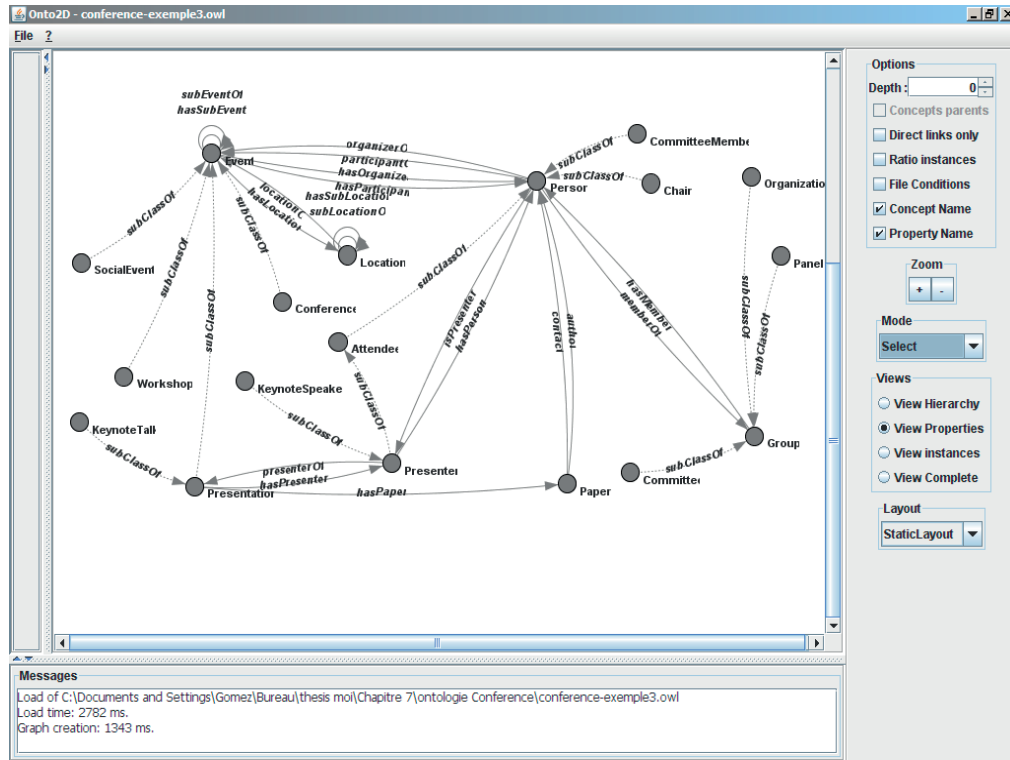 Onto2D - conference-exemple3.owl
File ?
subEventOf
hasSubEvent
Event
organizerO
participantO
hasOrganize
hasParticipan
hasSubLocation
subLocationO
locationO
hasLocation
Location
subClassOf
CommitteeMembe
subClassOf
Chair
Person
Organizatio
Panel
subClassOf
SocialEvent
subClassOf
Workshop
subClassOf
subClassOf
Conference
subClassOf
Attendee
isPresenter
hasPerson
author
contact
hasMember
memberOf
subClassOf
subClassOf
KeynoteSpeake
subClassOf
subClassOf
KeynoteTalk
subClassOf
Presentation
presenterOf
hasPresenter
Presenter
hasPaper
Paper
subClassOf
Committee
Group
Options
Depth : 0
Concepts parents
Direct links only
Ratio instances
File Conditions
Concept Name
Property Name
Zoom
+ -
Mode
Select
Views
View Hierarchy
View Properties
View instances
View Complete
Layout
StaticLayout
Messages
Load of C:\Documents and Settings\Gomez\Bureau\thesis moi\Chapitre 7\ontologie Conference\conference-exemple3.owl
Load time: 2782 ms.
Graph creation: 1343 ms.